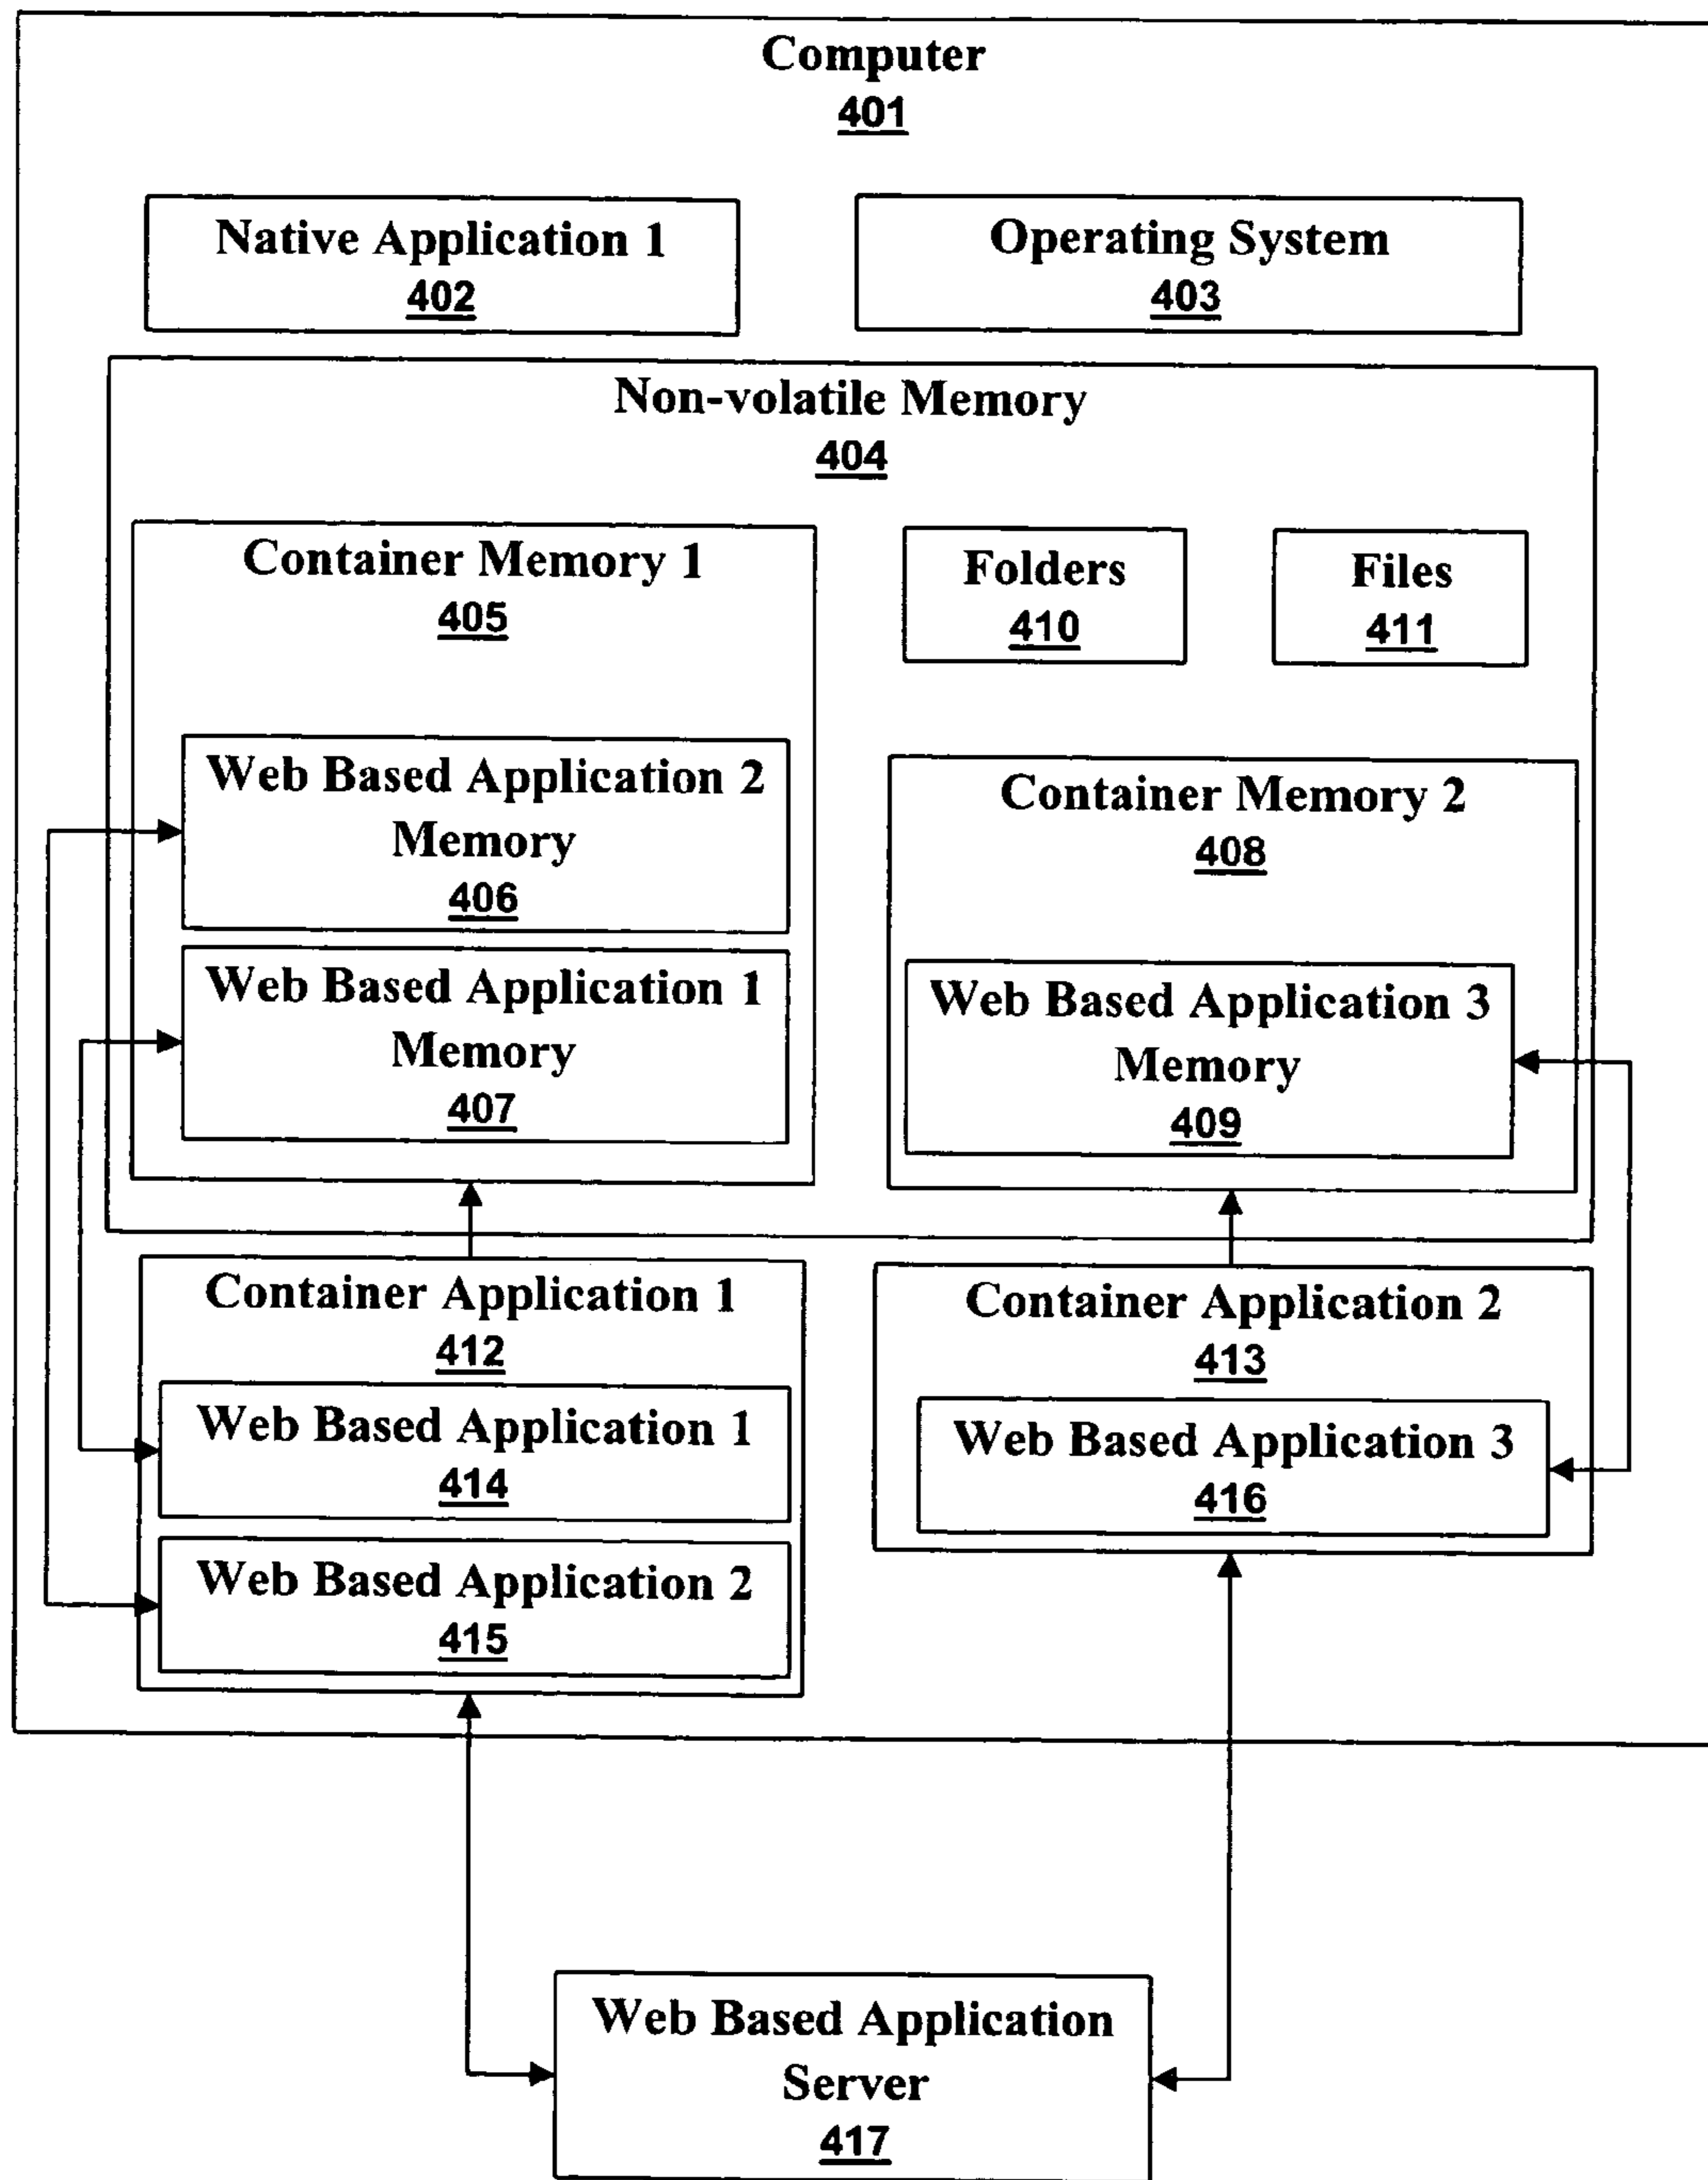 Computer
401
Native Application 1
402
Operating System
403
Non-volatile Memory
404
Container Memory 1
405
Folders
410
Files
411
Web Based Application 2
Memory
406
Web Based Application 1
Memory
407
Container Memory 2
408
Web Based Application 3
Memory
409
Container Application 1
412
Web Based Application 1
414
Web Based Application 2
415
Container Application 2
413
Web Based Application 3
416
Web Based Application
Server
417